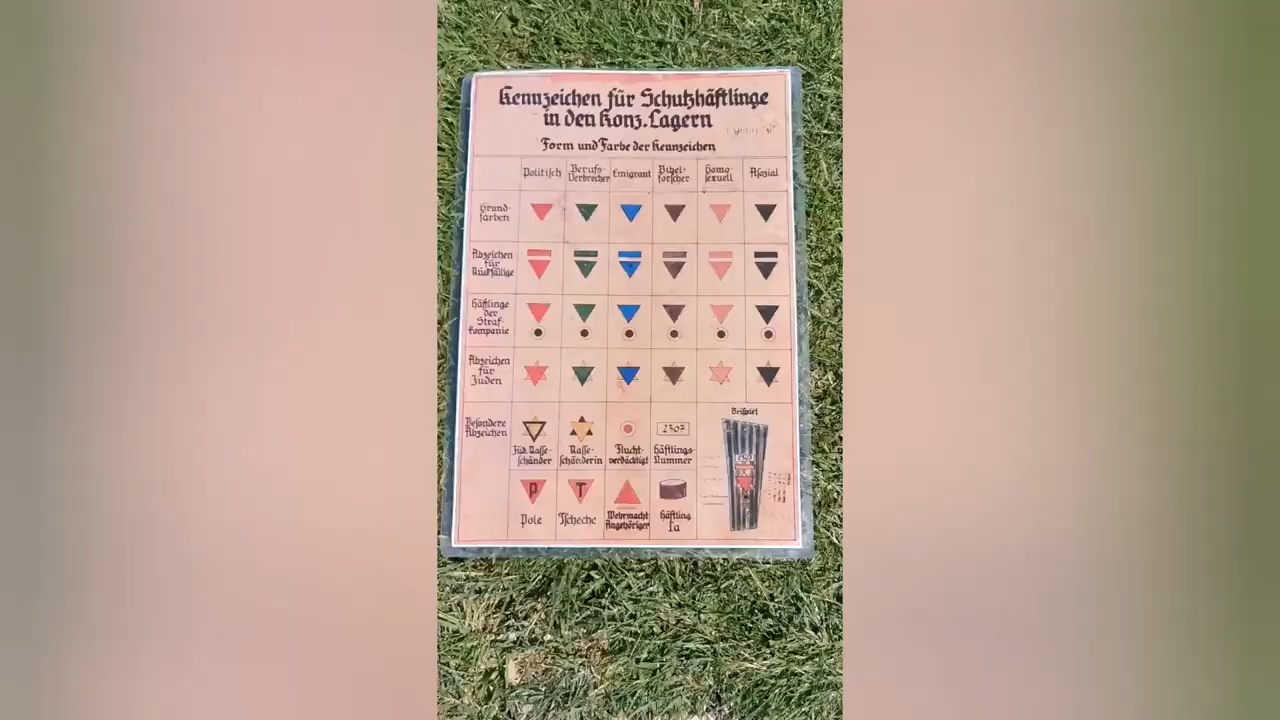 Kennzeichen für Schutzhäftlinge
in den Konz.Lagern
Form und Farbe der Kennzeichen
Politisch
Berufs-
Verbrecher
Emigrant
Bibel-
forscher
Homo-
sexuell
Asozial
Grund-
farben
Abzeichen
für
Rückfällige
Häftlinge
der
Straf-
kompanie
Abzeichen
für
Juden
Besondere
Abzeichen
2307
Beispiel
Jüd. Rasse-
schänder
Rasse-
schänderin
Flucht-
verdächtigt
Häftlings-
Nummer
P
T
Pole
Tscheche
Wehrmacht
Angehöriger
Häftling
Ia